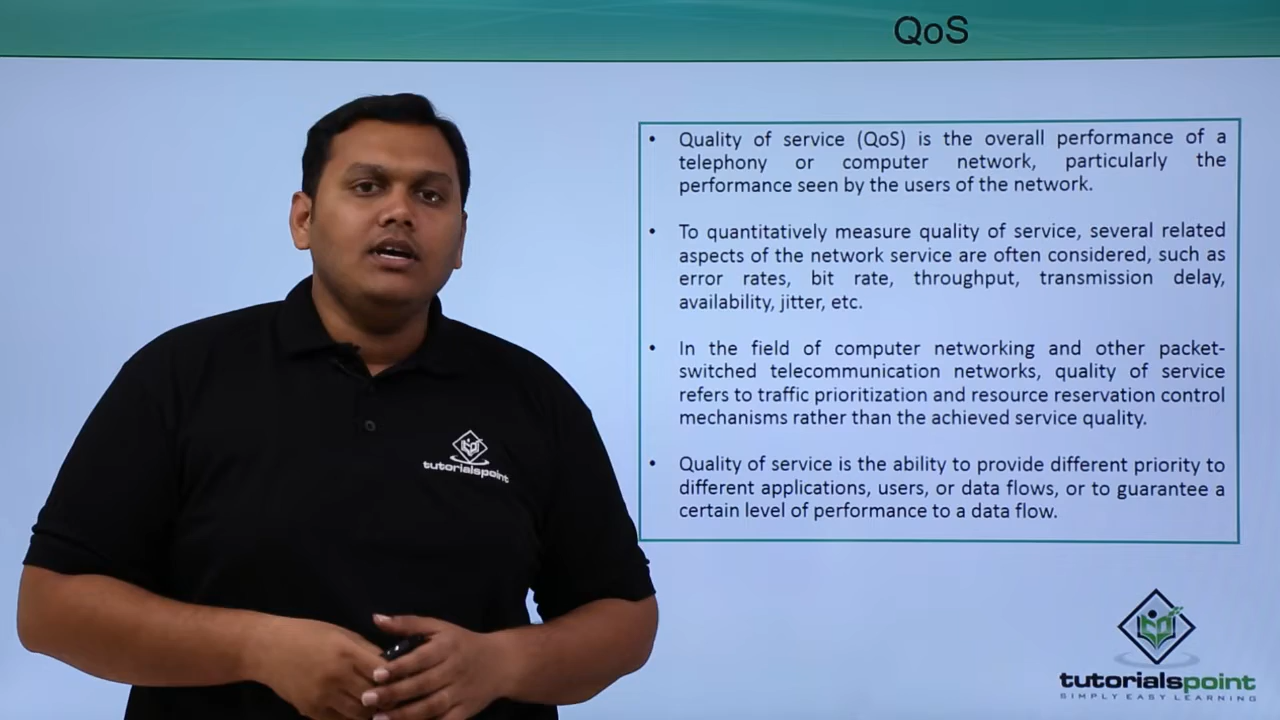 QoS
• Quality of service (QoS) is the overall performance of a
telephony or computer network, particularly the
performance seen by the users of the network.
• To quantitatively measure quality of service, several related
aspects of the network service are often considered, such as
error rates, bit rate, throughput, transmission delay,
availability, jitter, etc.
• In the field of computer networking and other packet-
switched telecommunication networks, quality of service
refers to traffic prioritization and resource reservation control
mechanisms rather than the achieved service quality.
• Quality of service is the ability to provide different priority to
different applications, users, or data flows, or to guarantee a
certain level of performance to a data flow.
tutorialspoint
tutorialspoint
SIMPLY EASY LEARNING